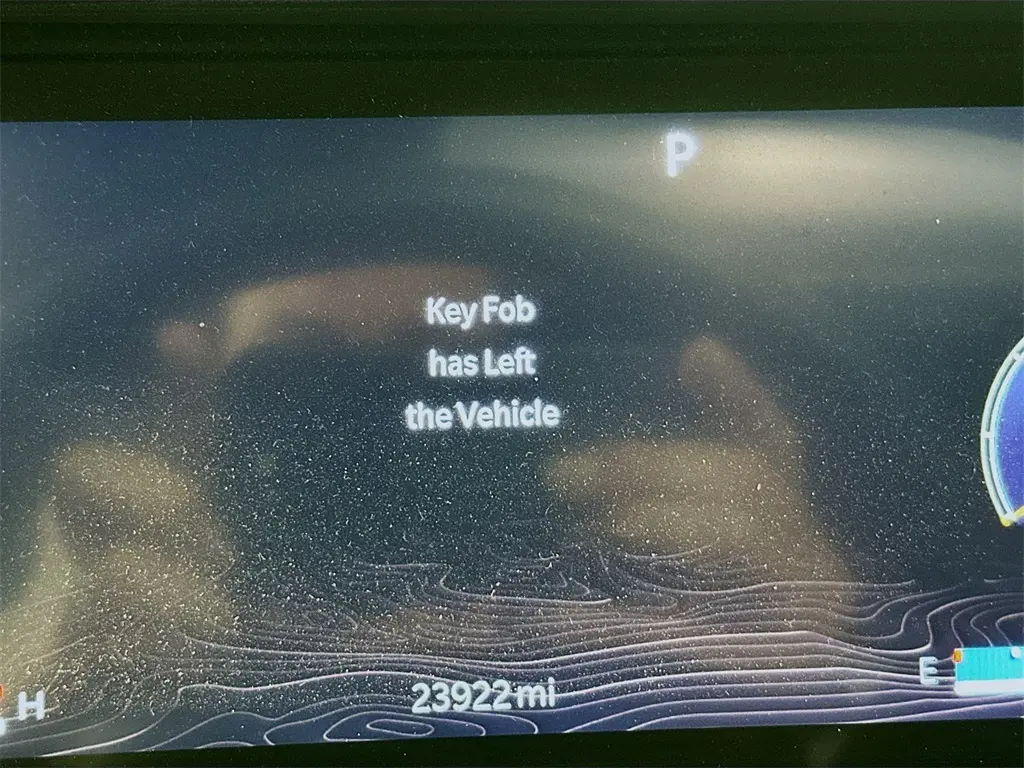 P
Key Fob
has Left
the Vehicle
E
H
23922 mi